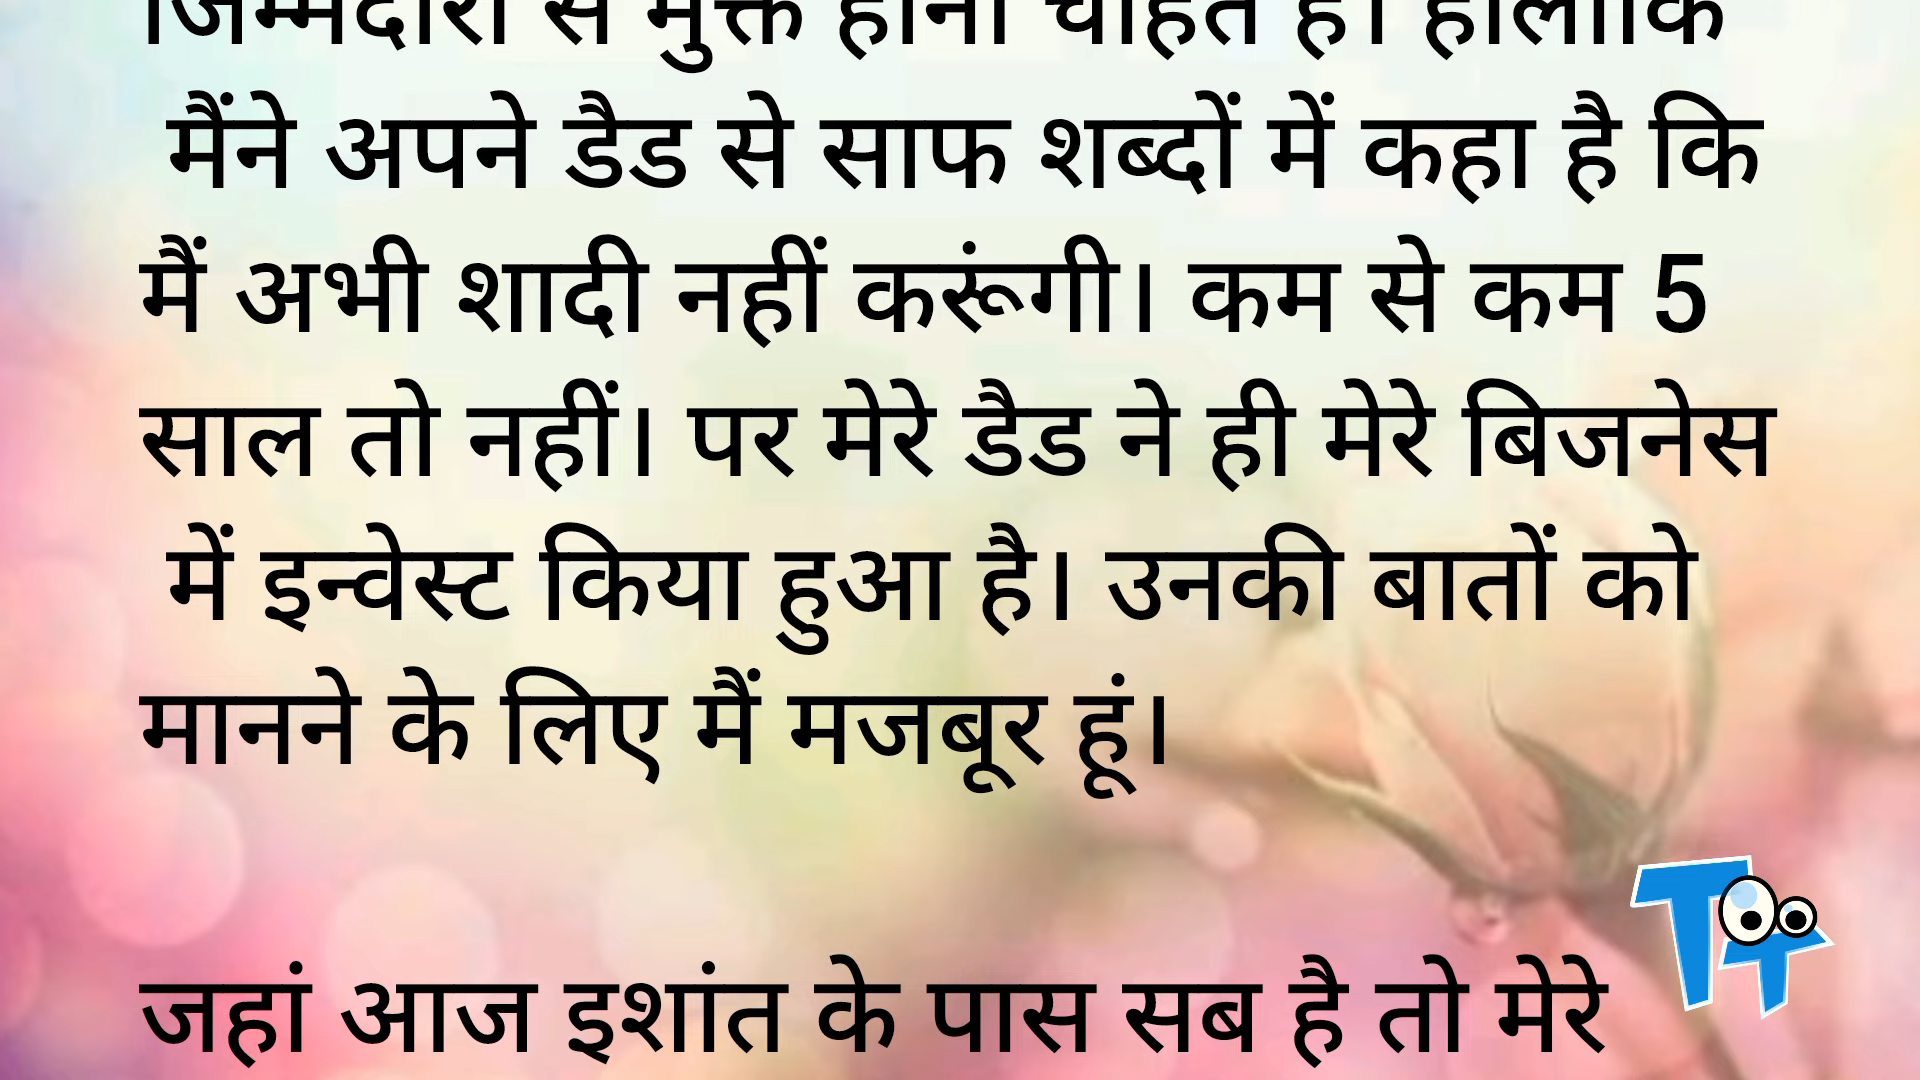 जिम्मेदारी से मुक्त होना चाहते हैं। हालांकि
मैंने अपने डैड से साफ शब्दों में कहा है कि
मैं अभी शादी नहीं करूंगी। कम से कम 5
साल तो नहीं। पर मेरे डैड ने ही मेरे बिजनेस
में इन्वेस्ट किया हुआ है। उनकी बातों को
मानने के लिए मैं मजबूर हूं।
जहां आज इशांत के पास सब है तो मेरे
TT